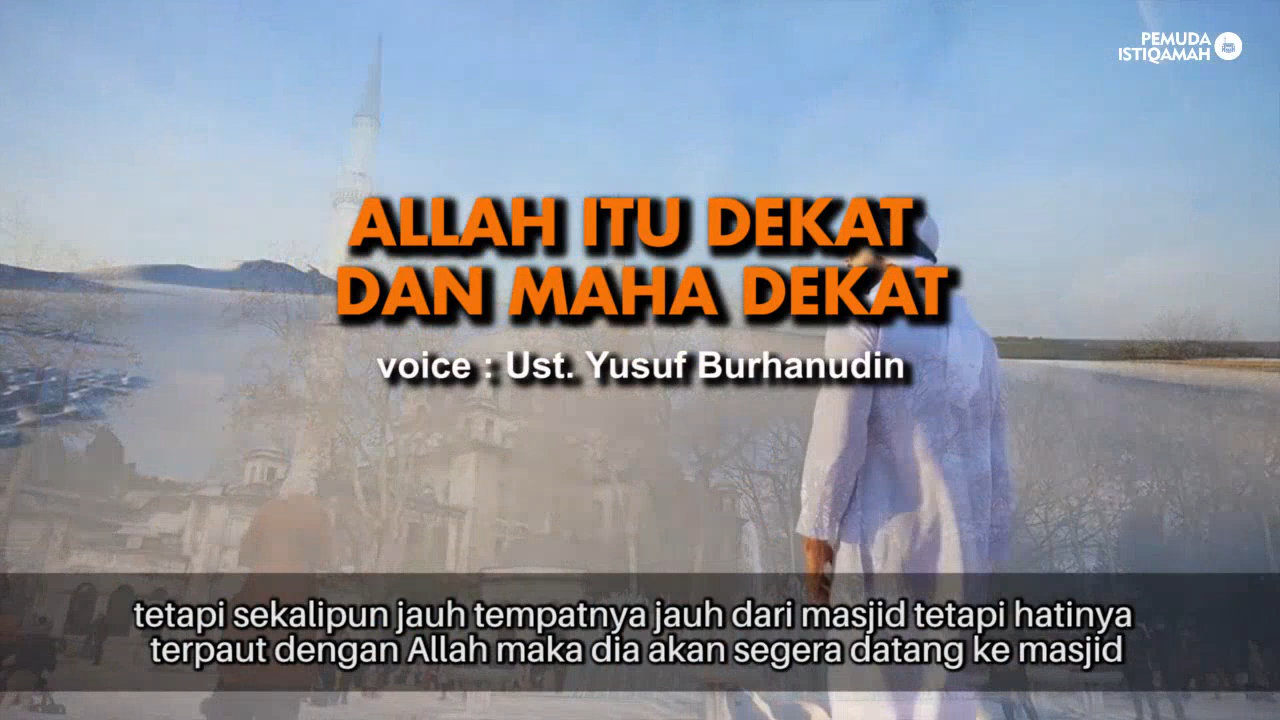 PEMUDA
ISTIQAMAH
ALLAH ITU DEKAT
DAN MAHA DEKAT
voice : Ust. Yusuf Burhanudin
tetapi sekalipun jauh tempatnya jauh dari masjid tetapi hatinya
terpaut dengan Allah maka dia akan segera datang ke masjid